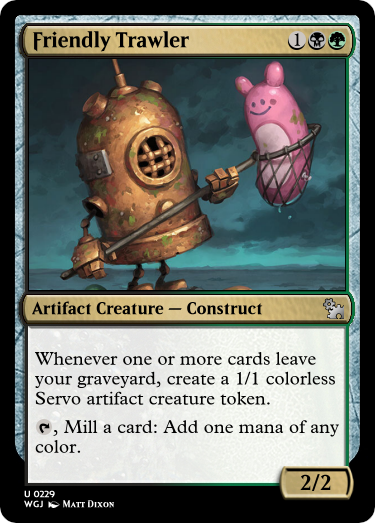 Friendly Trawler 1
Artifact Creature — Construct
Whenever one or more cards leave
your graveyard, create a 1/1 colorless
Servo artifact creature token.
, Mill a card: Add one mana of any
color.
2/2
U 0229
WGJ Matt Dixon